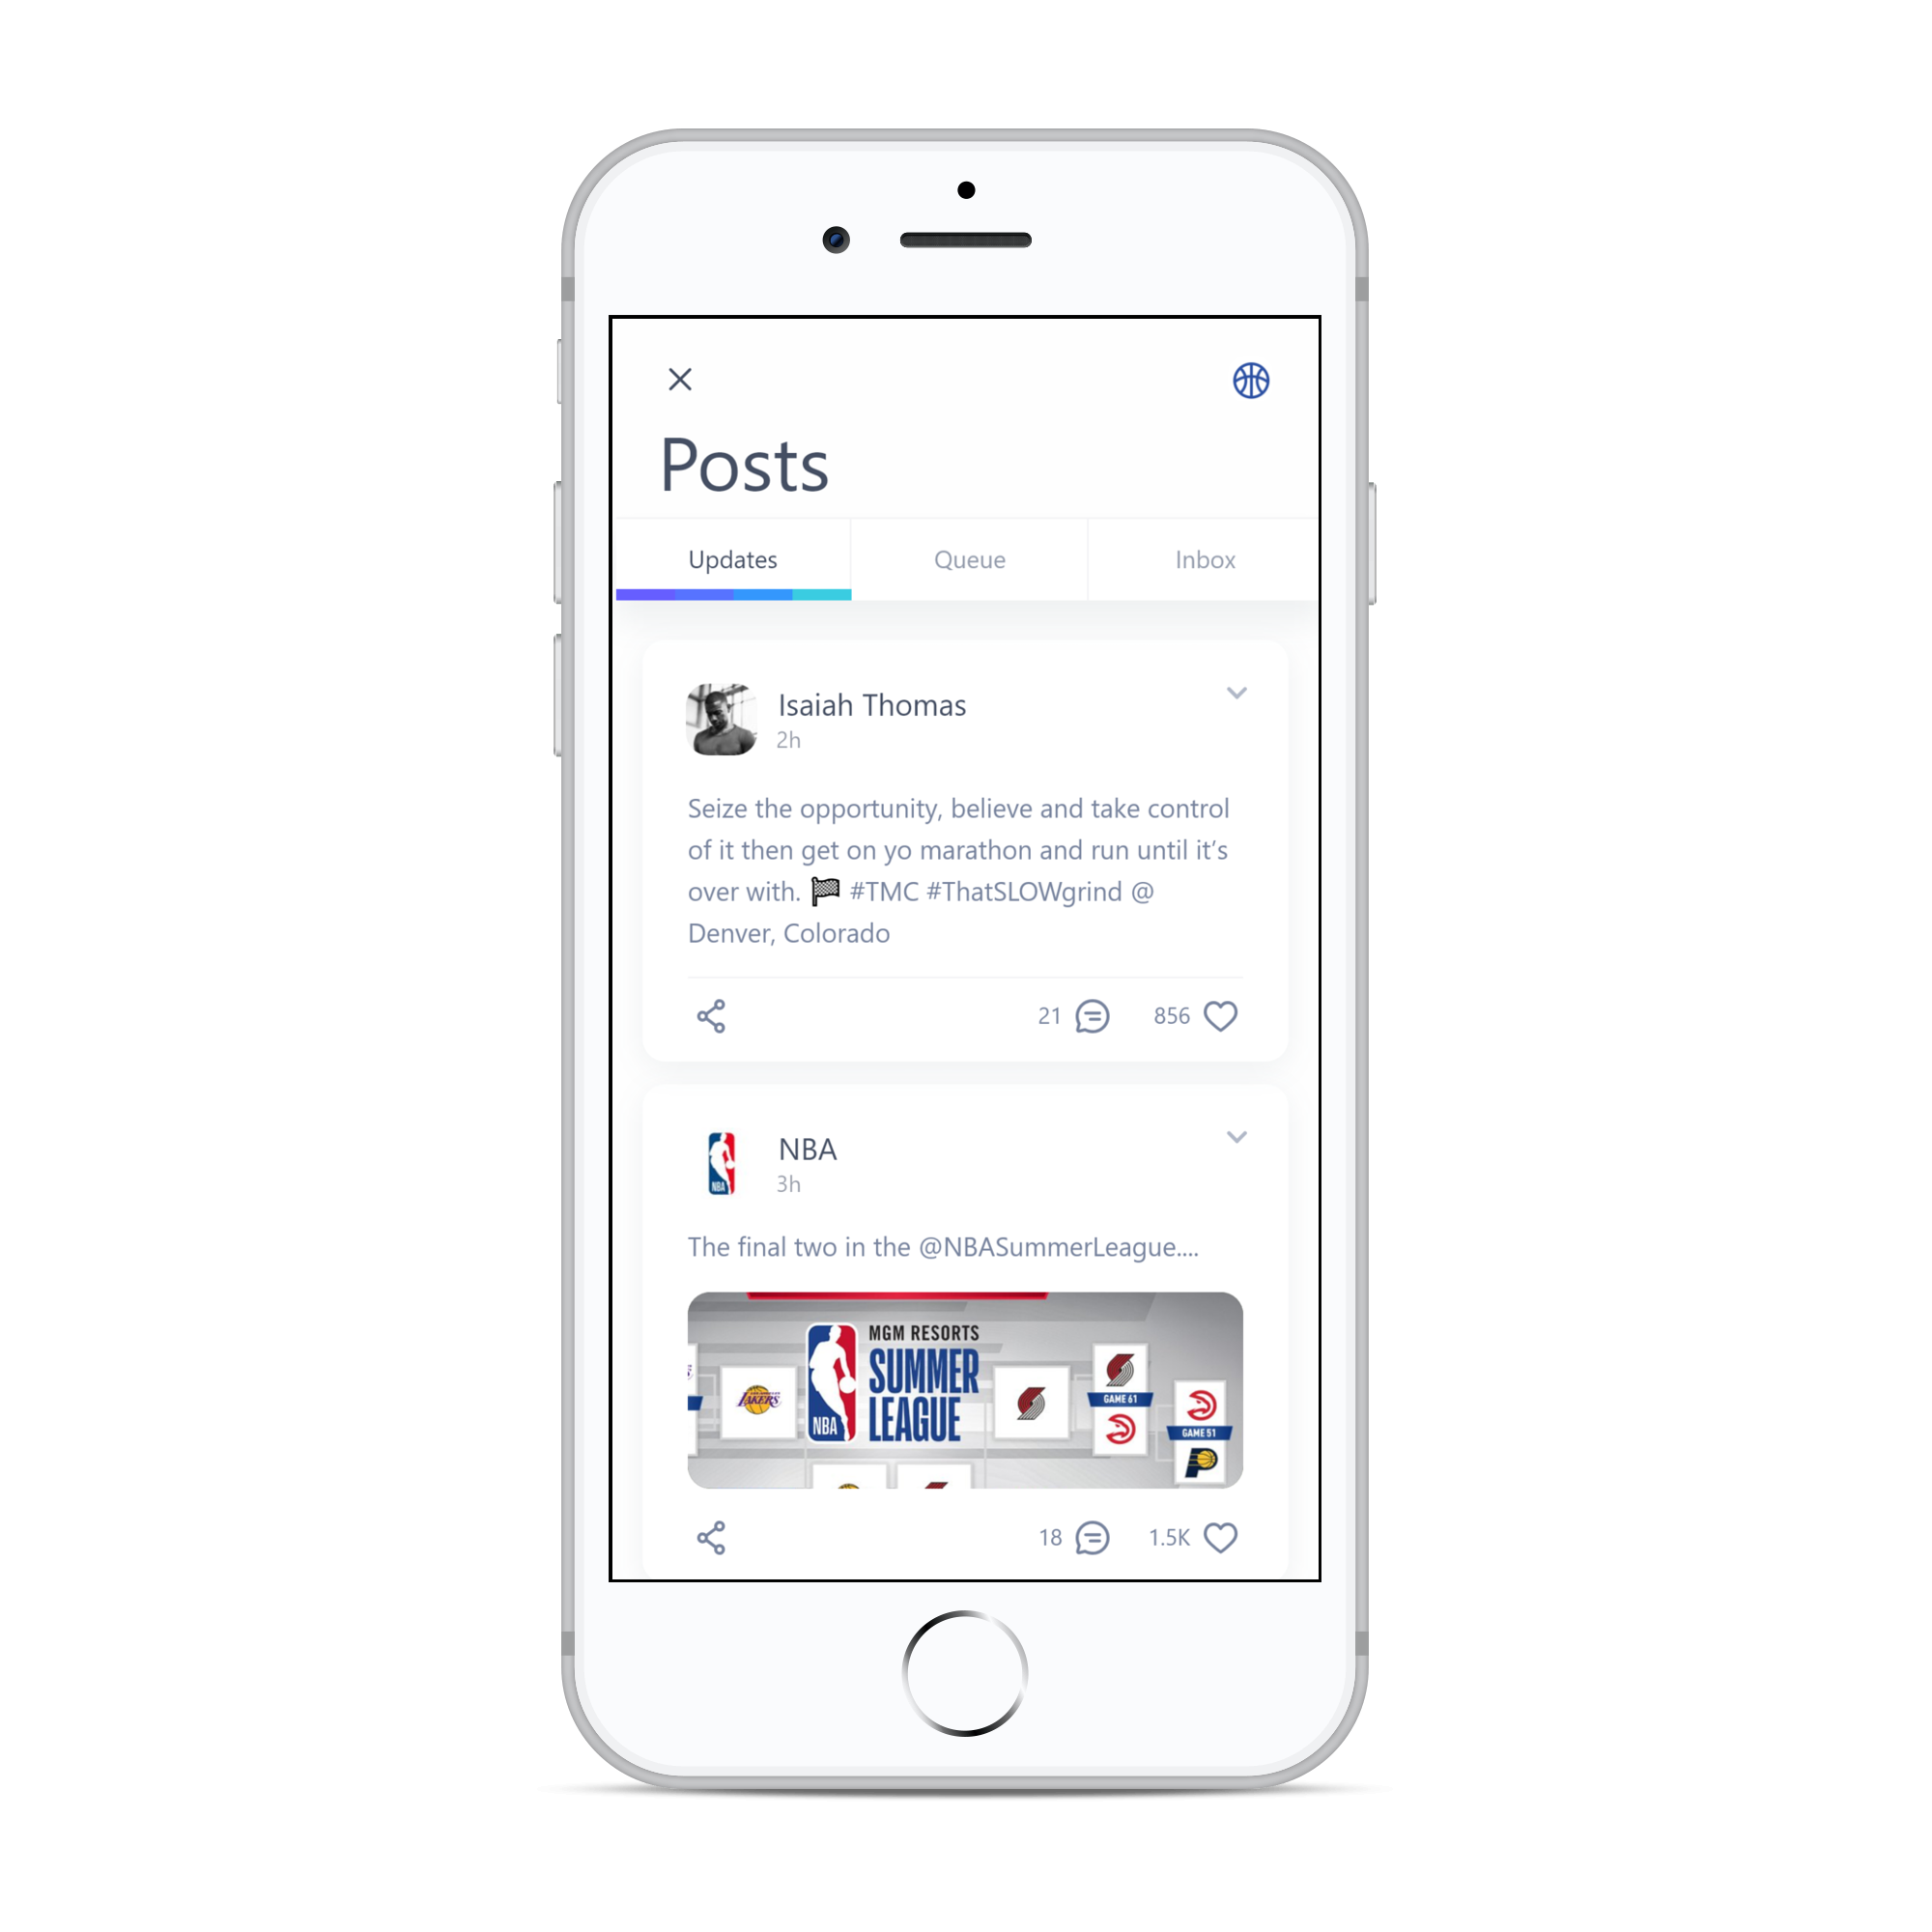 Posts
Updates
Queue
Inbox
Isaiah Thomas
2h
Seize the opportunity, believe and take control
of it then get on yo marathon and run until it’s
over with. 🏁 #TMC #ThatSLOWgrind @
Denver, Colorado
21
856
NBA
NBA
3h
The final two in the @NBASummerLeague....
LAKERS
NBA
MGM RESORTS
SUMMER
LEAGUE
GAME 61
GAME 51
18
1.5K